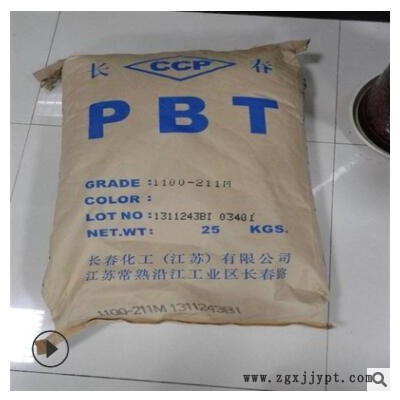 长 CCP 春
PBT
GRADE : 1100-211M
COLOR :
LOT NO : 1311243BI 0340f
NET.WT: 25 KGS.
长春化工（江苏）有限公司
江苏常熟沿江工业区长春路
1100-211M 1311243BI
www.zgxjjypt.com